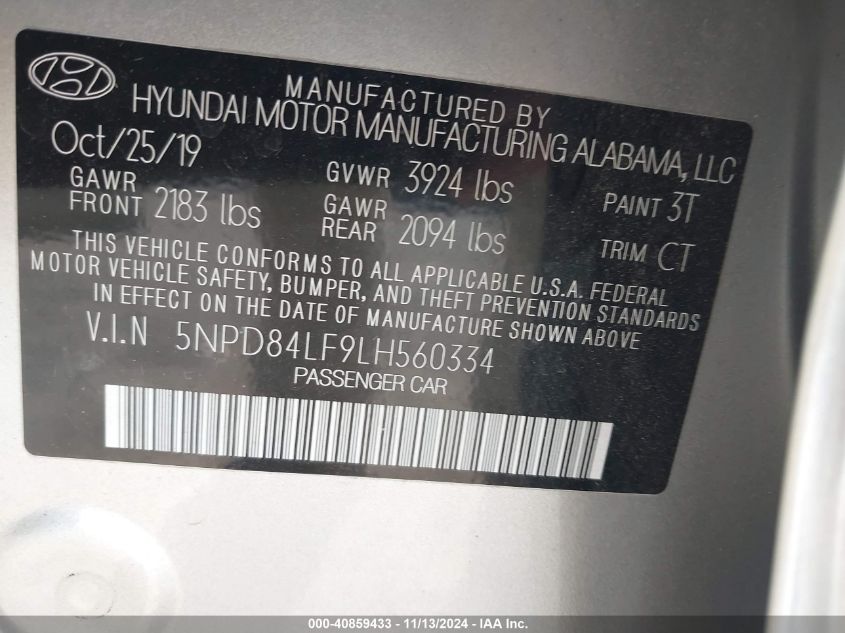 MANUFACTURED BY
HYUNDAI MOTOR MANUFACTURING ALABAMA, LLC
Oct/25/19
GAWR FRONT 2183 lbs
GVWR 3924 lbs
GAWR REAR 2094 lbs
PAINT 3T
TRIM CT
THIS VEHICLE CONFORMS TO ALL APPLICABLE U.S.A. FEDERAL
MOTOR VEHICLE SAFETY, BUMPER, AND THEFT PREVENTION STANDARDS
IN EFFECT ON THE DATE OF MANUFACTURE SHOWN ABOVE
V.I.N 5NPD84LF9LH560334
PASSENGER CAR
000-40859433 - 11/13/2024 - IAA Inc.